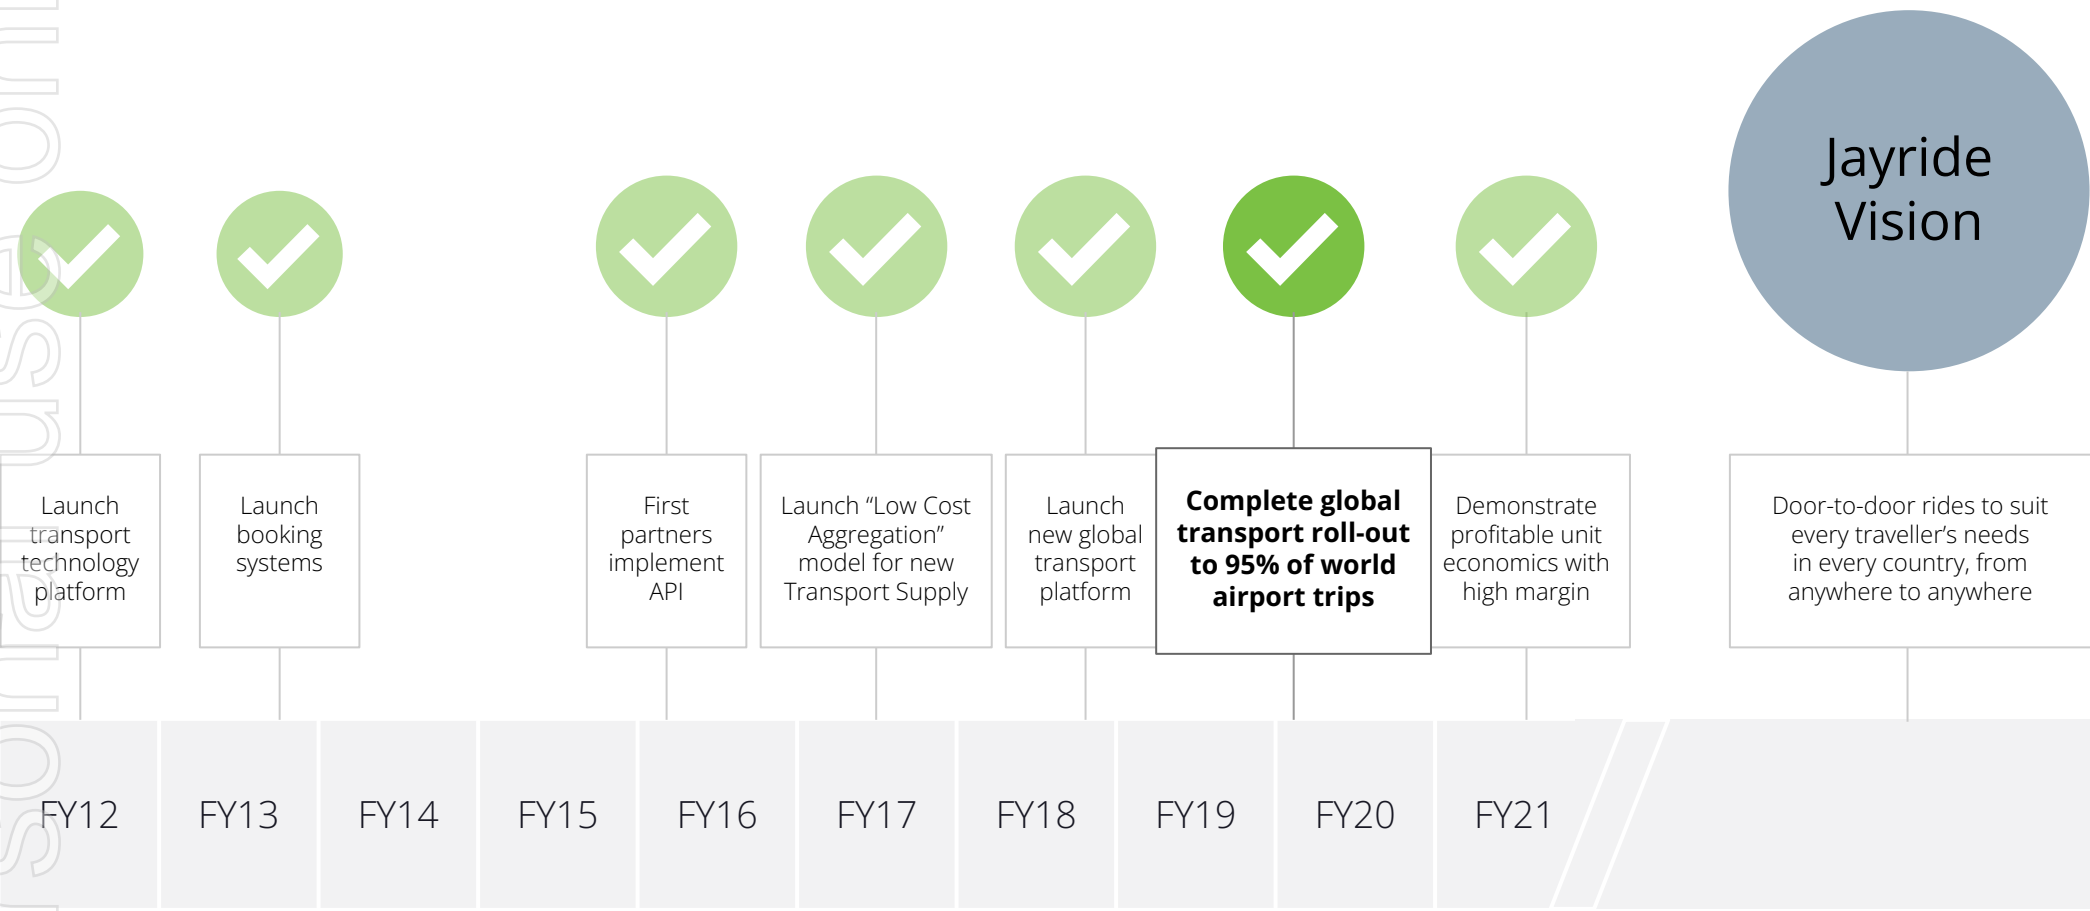 Jayride
Vision
Launch
transport
technology
platform
Launch
booking
systems
First
partners
implement
API
Launch “Low Cost
Aggregation”
model for new
Transport Supply
Launch
new global
transport
platform
Complete global
transport roll-out
to 95% of world
airport trips
Demonstrate
profitable unit
economics with
high margin
Door-to-door rides to suit
every traveller’s needs
in every country, from
anywhere to anywhere
FY12
FY13
FY14
FY15
FY16
FY17
FY18
FY19
FY20
FY21